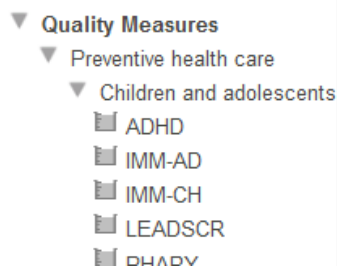 Quality Measures
Preventive health care
Children and adolescents
ADHD
IMM-AD
IMM-CH
LEADSCR